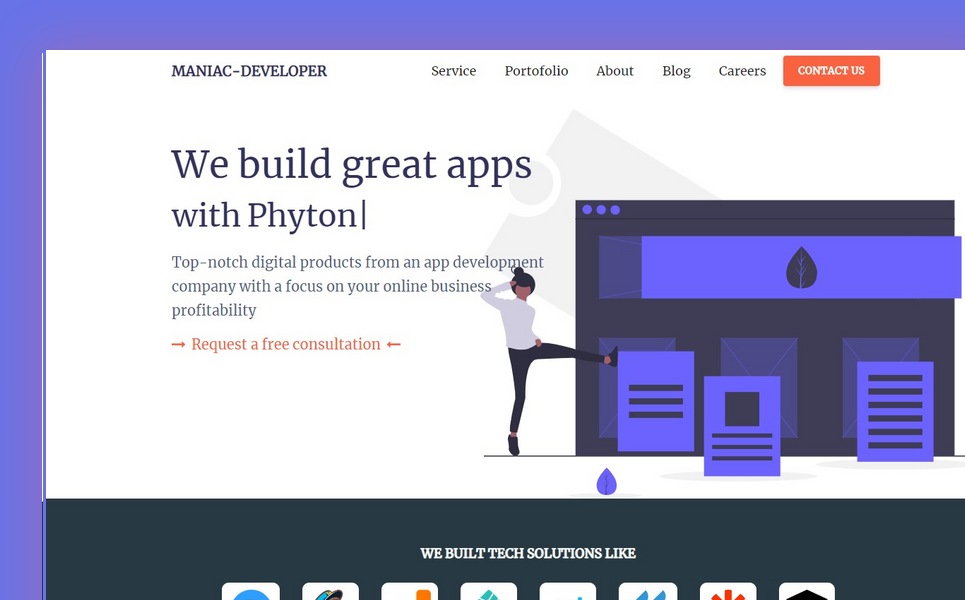 MANIAC-DEVELOPER
Service Portofolio About Blog Careers CONTACT US
We build great apps
with Phyton|
Top-notch digital products from an app development
company with a focus on your online business
profitability
Request a free consultation
WE BUILT TECH SOLUTIONS LIKE